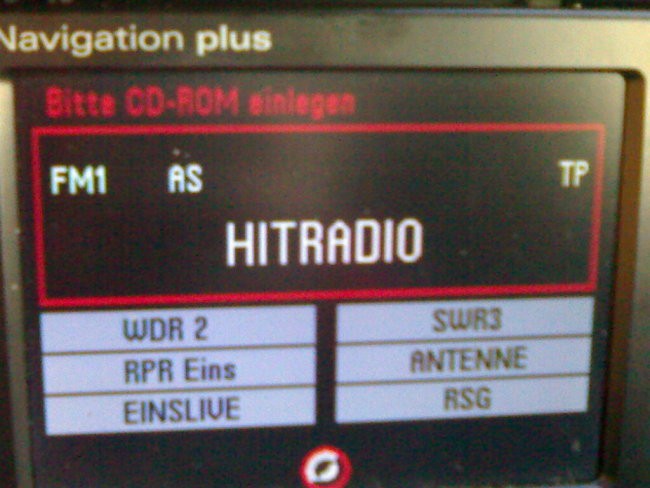 Navigation plus
Bitte CD-ROM einlegen
FM1 AS TP
HITRADIO
WDR 2 SWR3
RPR Eins ANTENNE
EINSLIVE RSG